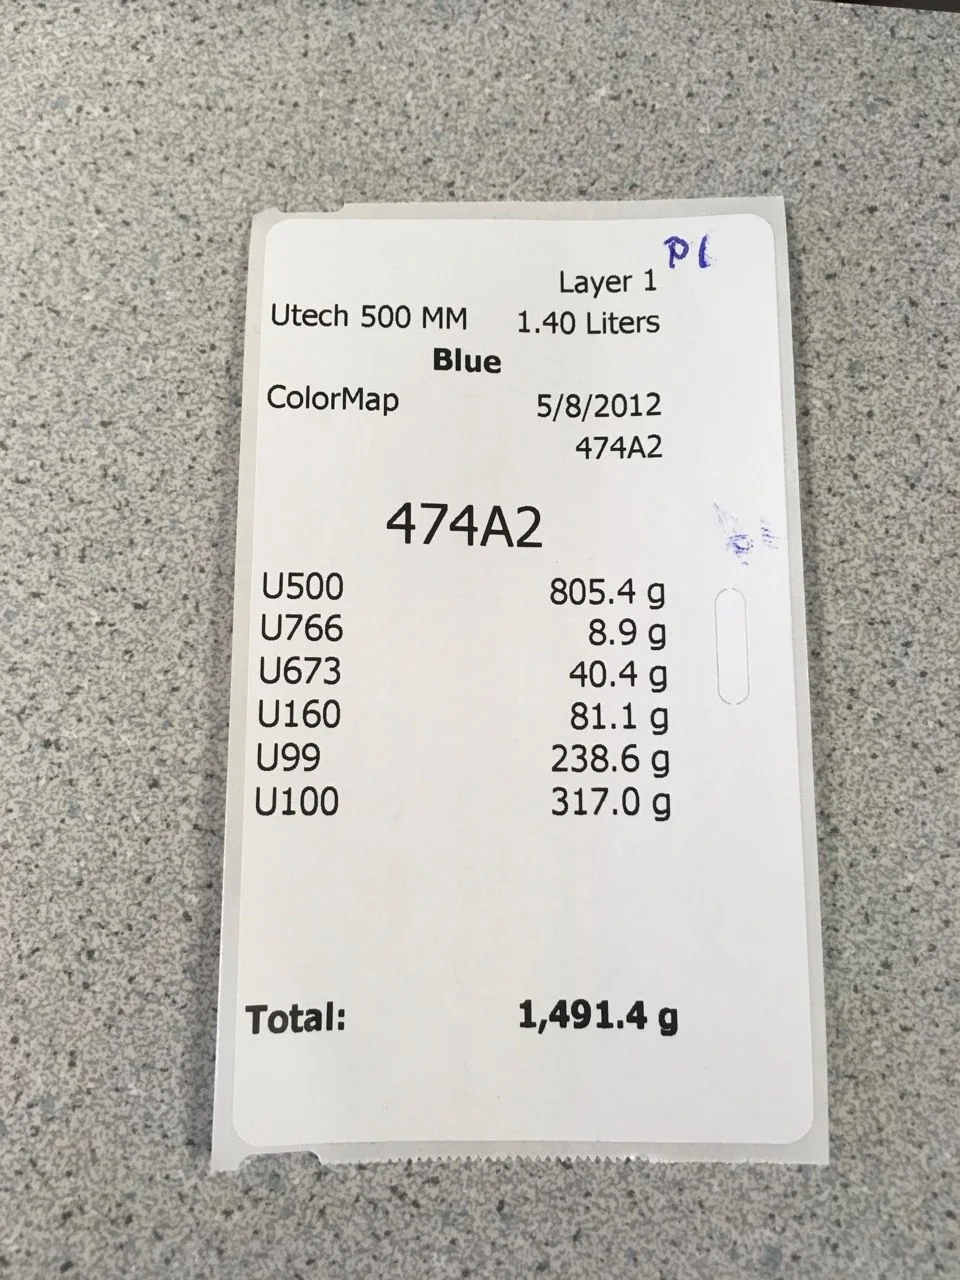 P1
Layer 1
Utech 500 MM 1.40 Liters
Blue
ColorMap 5/8/2012
474A2
474A2
U500 805.4 g
U766 8.9 g
U673 40.4 g
U160 81.1 g
U99 238.6 g
U100 317.0 g
Total: 1,491.4 g